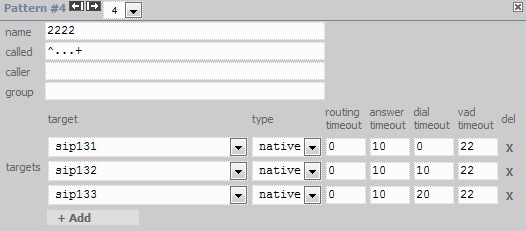 Pattern #4 4
name 2222
called ^...+
caller
group
target type routing timeout answer timeout dial timeout vad timeout del
targets
sip131 native 0 10 0 22 X
sip132 native 0 10 10 22 X
sip133 native 0 10 20 22 X
+ Add